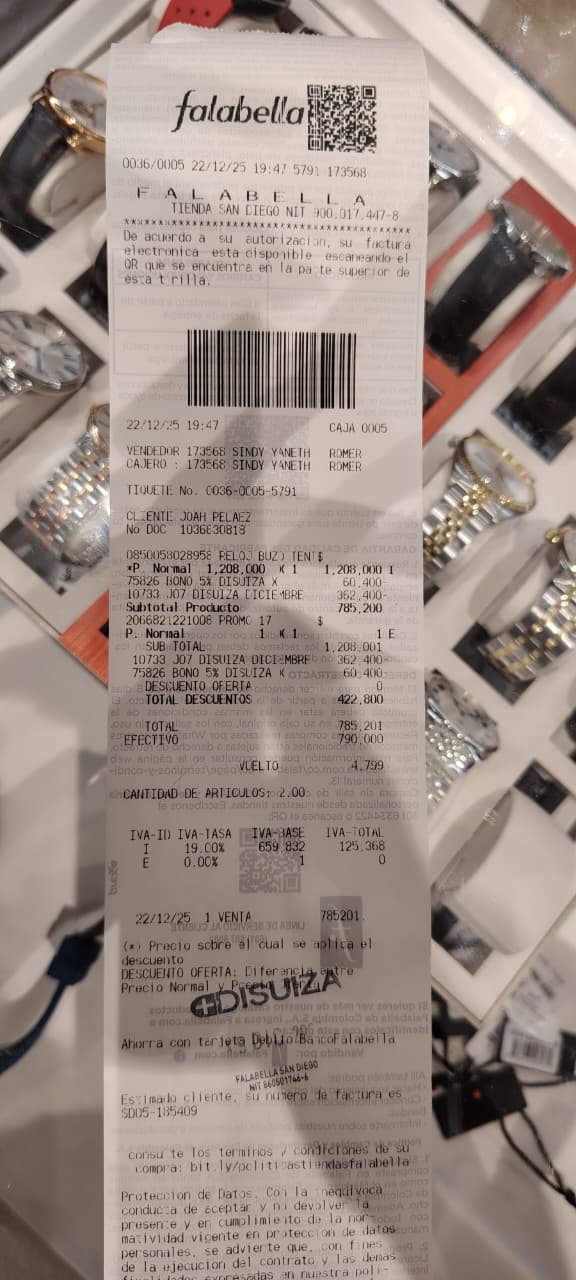 falabella
0036/0005 22/12/25 19:47 5791 173568
F A L A B E L L A
TIENDA SAN DIEGO NIT 900.017.447-8
****************************************
De acuerdo a su autorizacion, su factura
electronica esta disponible escaneando el
QR que se encuentra en la pa te superior de
esta tirilla.
22/12/25 19:47 CAJA 0005
VENDEDOR 173568 SINDY YANETH ROMER
CAJERO : 173568 SINDY YANETH ROMER
TIQUETE No. 0036-0005-5791
CLIENTE JOAH PELAEZ
No DOC 1036630818
0850058028958 RELOJ BUZO TENT$
*P. Normal 1,208,000 X 1 1,208,000 I
75826 BONO 5% DISUIZA X 60,400-
10733 J07 DISUIZA DICIEMBRE 362,400-
Subtotal Producto 785,200
2066821221008 PROMO 17 $
P. Normal 1 X 1 1 E
SUB TOTAL 1,208,001
10733 J07 DISUIZA DICIEMBRE 362,400-
75826 BONO 5% DISUIZA X 60,400-
DESCUENTO OFERTA 0
TOTAL DESCUENTOS 422,800
TOTAL 785,201
EFECTIVO 790,000
VUELTO 4,799
CANTIDAD DE ARTICULOS: 2.00
IVA-ID IVA-TASA IVA-BASE IVA-TOTAL
I 19.00% 659,832 125,368
E 0.00% 1 0
22/12/25 1 VENTA 785201
(*) Precio sobre el cual se aplica el
descuento
DESCUENTO OFERTA: Diferencia entre
Precio Normal y
DISUIZA
Ahorra con tarjeta Debito BancoFalabella
FALABELLA SAN DIEGO
NIT 860501766-6
Estimado cliente, su numero de factura es
SD05-185409
consu te los terminos y condiciones de su
compra: bit.ly/politicastiendasfalabella
Proteccion de Datos. Con la inequivoca
conducta de aceptar y no devolver la
presente y en cumplimiento de la nor-
matividad vigente en proteccion de datos
personales, se advierte que, con fines
de la ejecucion del contrato y las demas
finalidades expresadas en nuestra poli-